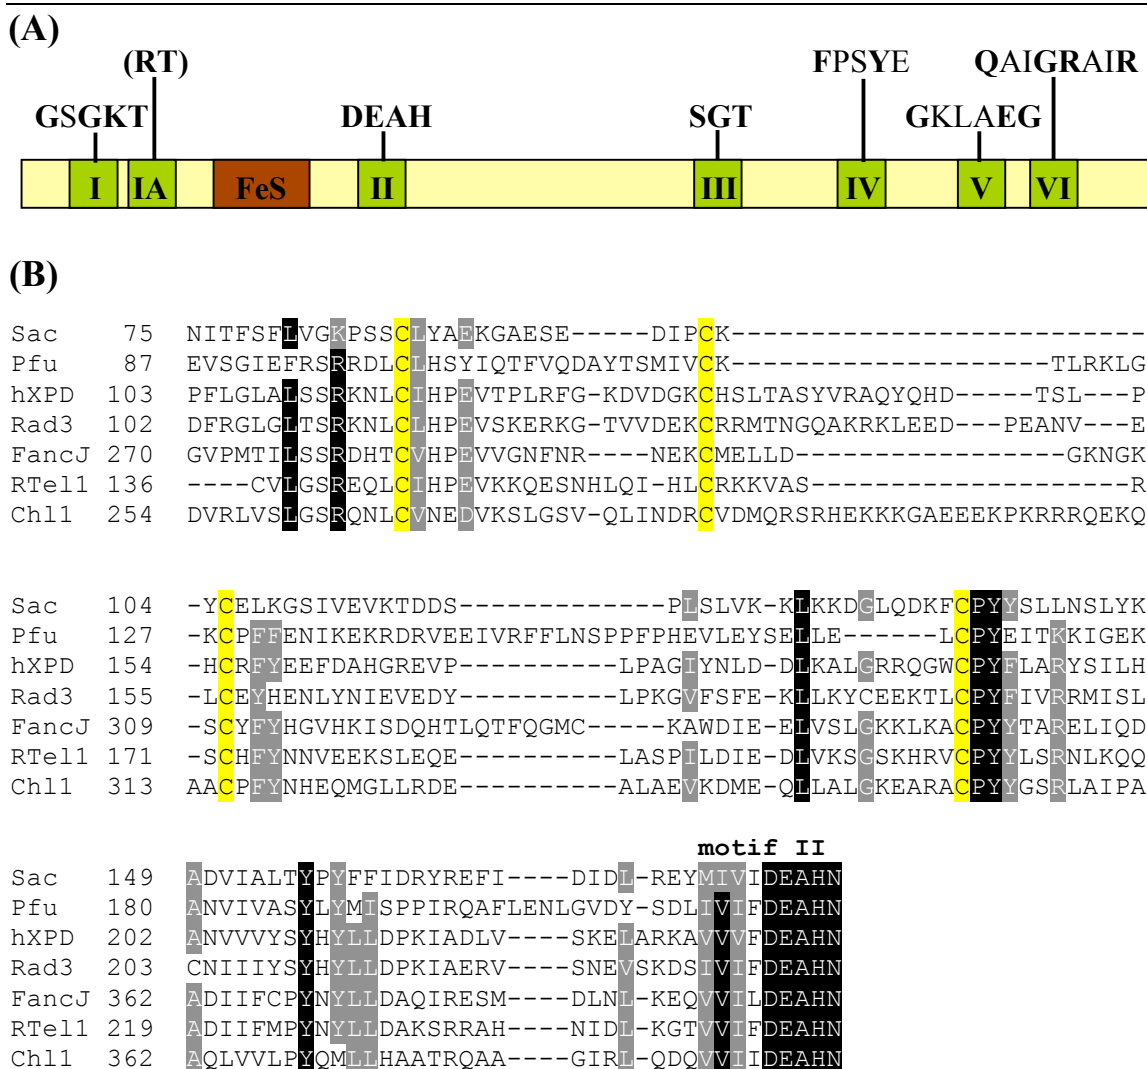 (A)
(RT) FPSYE QAIGRAIR
GSGKT DEAH SGT GKLAEG
I IA FeS II III IV V VI
(B)
Sac 75 NITFSFLVGKPSSCLYAEKGAESE-----DIPCK--------------------------
Pfu 87 EVSGIEFRSRRDLCLHSYIQTFVQDAYTSMIVCK--------------------TLRKLG
hXPD 103 PFLGLALSSRKNLCIHPEVTPLRFG-KDVDGKCHSLTASYVRAQYQHD------TSL---P
Rad3 102 DFRGLGLTSRKNLCLHPEVSKERKG-TVVDEKCRRMTNGQAKRKLEED--PEANV---E
FancJ 270 GVPMTILSSRDHTCVHPEVVGNFNR----NEKCMELLD-----------------GKNGK
RTel1 136 ----CVLGSREQLCIHPEVKKQESNHLQI-HLCRKKVAS---------------------R
Chl1 254 DVRLVSLGSRQNLCVNEDVKSLGSV-QLINDRCVDMQRSRHEKKKGAEEEKPKRRRQEKQ
Sac 104 -YCELKGSIVEVKTDDS-------------PLSLVK-KLKKDGLQDKFCPYYSLLNSLYK
Pfu 127 -KCPFFENIKEKRDRVEEIVRFFLNSPPFPHEVLEYSELLE------LCPYEITKKIGEK
hXPD 154 -HCRFYEEFDAHGREVP----------LPAGIYNLD-DLKALGRRQGWCPYFLARYSILH
Rad3 155 -LCEYHENLYNIEVEDY----------LPKGVFSFE-KLLKYCEEKTLCPYFIVRRMISL
FancJ 309 -SCYFYHGVHKISDQHTLQTFQGMC-----KAWDIE-ELVSLGKKLKACPYYTARELIQD
RTel1 171 -SCHFYNNVEEKSLEQE----------LASPILDIE-DLVKSGSKHRVCPYYLSRNLKQQ
Chl1 313 AACPFYNHEQMGLLRDE----------ALAEVKDME-QLLALGKEARACPYYGSRLAIPA
motif II
Sac 149 ADVIALTYPYFFIDRYREFI----DIDL-REYMIVIDEAHN
Pfu 180 ANVIVASYLYMISPPIRQAFLENLGVDY-SDLIVIFDEAHN
hXPD 202 ANVVVYSYHYLLDPKIADLV----SKELARKAVVVFDEAHN
Rad3 203 CNIIIYSYHYLLDPKIAERV----SNEVSKDSIVIFDEAHN
FancJ 362 ADIIFCPYNYLLDAQIRESM----DLNL-KEQVVILDEAHN
RTel1 219 ADIIFMPYNYLLDAKSRRAH----NIDL-KGTVVIFDEAHN
Chl1 362 AQLVVLPYQMLLHAATRQAA----GIRL-QDQVVIIDEAHN